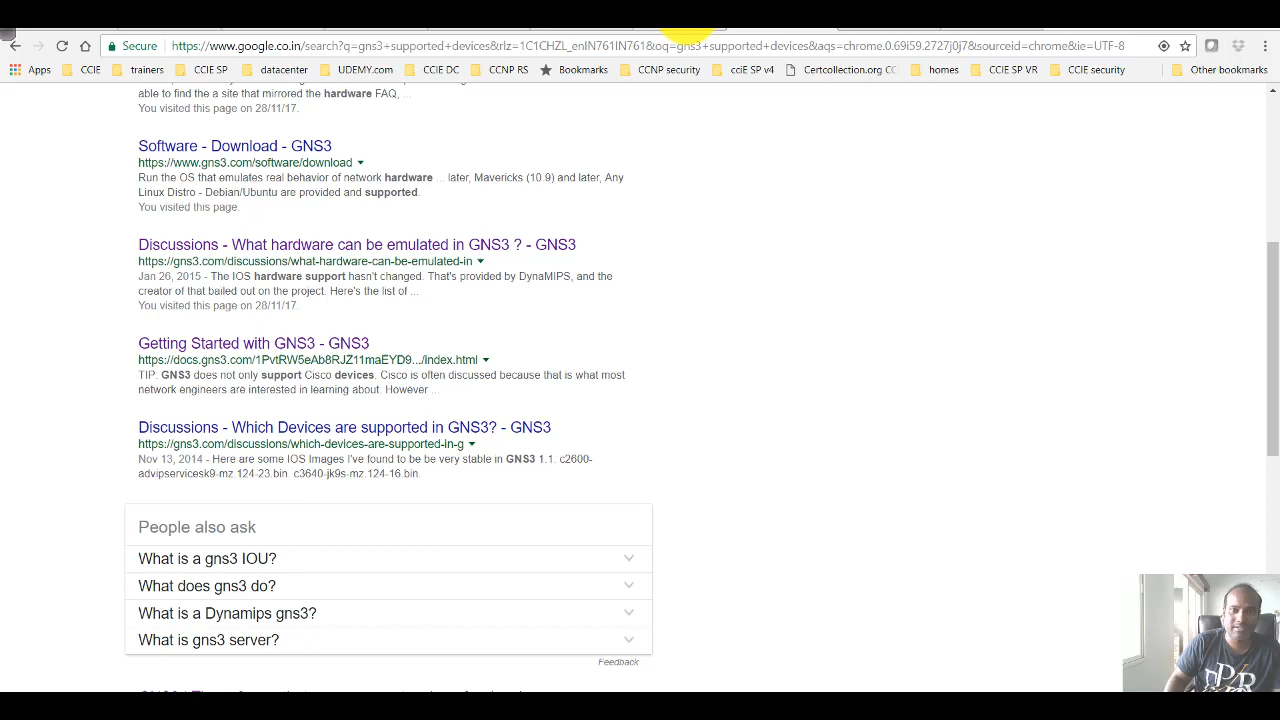 Secure https://www.google.co.in/search?q=gns3+supported+devices&rlz=1C1CHZL_enIN761IN761&oq=gns3+supported+devices&aqs=chrome.0.69i59.2727j0j7&sourceid=chrome&ie=UTF-8
Apps CCIE trainers CCIE SP datacenter UDEMY.com CCIE DC CCNP RS Bookmarks CCNP security cciE SP v4 Certcollection.org CC homes CCIE SP VR CCIE security Other bookmarks
able to find the a site that mirrored the hardware FAQ, ...
You visited this page on 28/11/17.
Software - Download - GNS3
https://www.gns3.com/software/download
Run the OS that emulates real behavior of network hardware ... later, Mavericks (10.9) and later, Any
Linux Distro - Debian/Ubuntu are provided and supported.
You visited this page.
Discussions - What hardware can be emulated in GNS3 ? - GNS3
https://gns3.com/discussions/what-hardware-can-be-emulated-in
Jan 26, 2015 - The IOS hardware support hasn't changed. That's provided by DynaMIPS, and the
creator of that bailed out on the project. Here's the list of ...
You visited this page on 28/11/17.
Getting Started with GNS3 - GNS3
https://docs.gns3.com/1PvtRW5eAb8RJZ11maEYD9.../index.html
TIP. GNS3 does not only support Cisco devices. Cisco is often discussed because that is what most
network engineers are interested in learning about. However ...
Discussions - Which Devices are supported in GNS3? - GNS3
https://gns3.com/discussions/which-devices-are-supported-in-g
Nov 13, 2014 - Here are some IOS Images I've found to be be very stable in GNS3 1.1: c2600-
advipservicesk9-mz.124-23.bin. c3640-jk9s-mz.124-16.bin.
People also ask
What is a gns3 IOU?
What does gns3 do?
What is a Dynamips gns3?
What is gns3 server?
Feedback